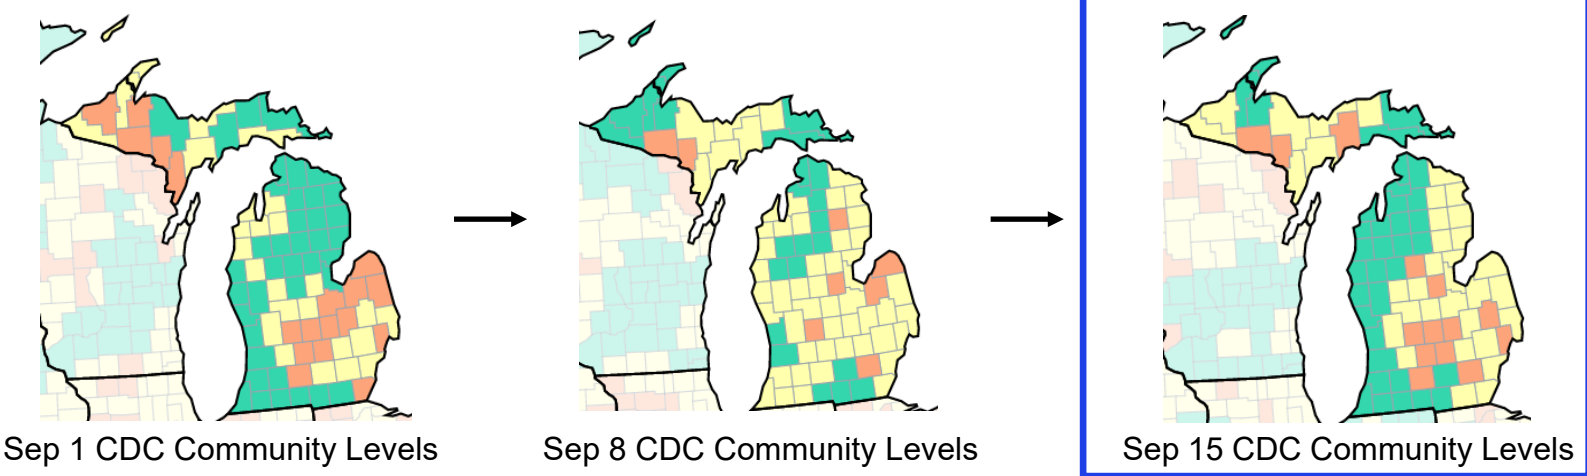 Sep 1 CDC Community Levels
Sep 8 CDC Community Levels
Sep 15 CDC Community Levels